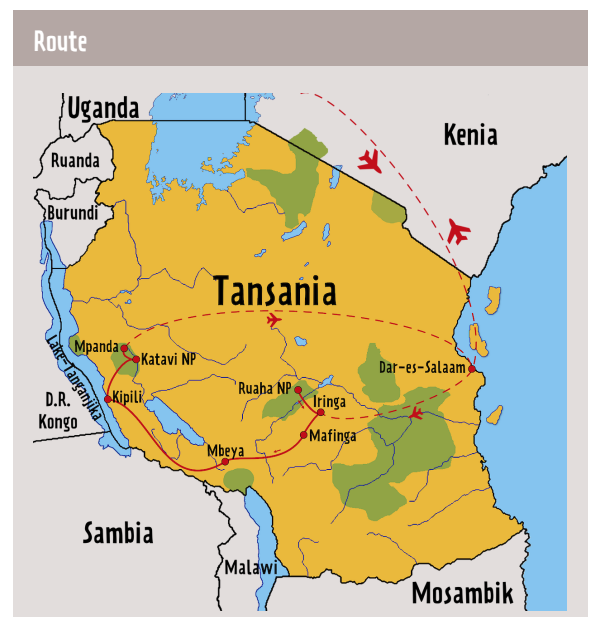 Route
Uganda
Kenia
Ruanda
Burundi
Tansania
Mpanda
Katavi NP
Lake-Tanganjika
Dar-es-Salaam
Ruaha NP
Kipili
Iringa
D.R.
Kongo
Mafinga
Mbeya
Sambia
Malawi
Mosambik